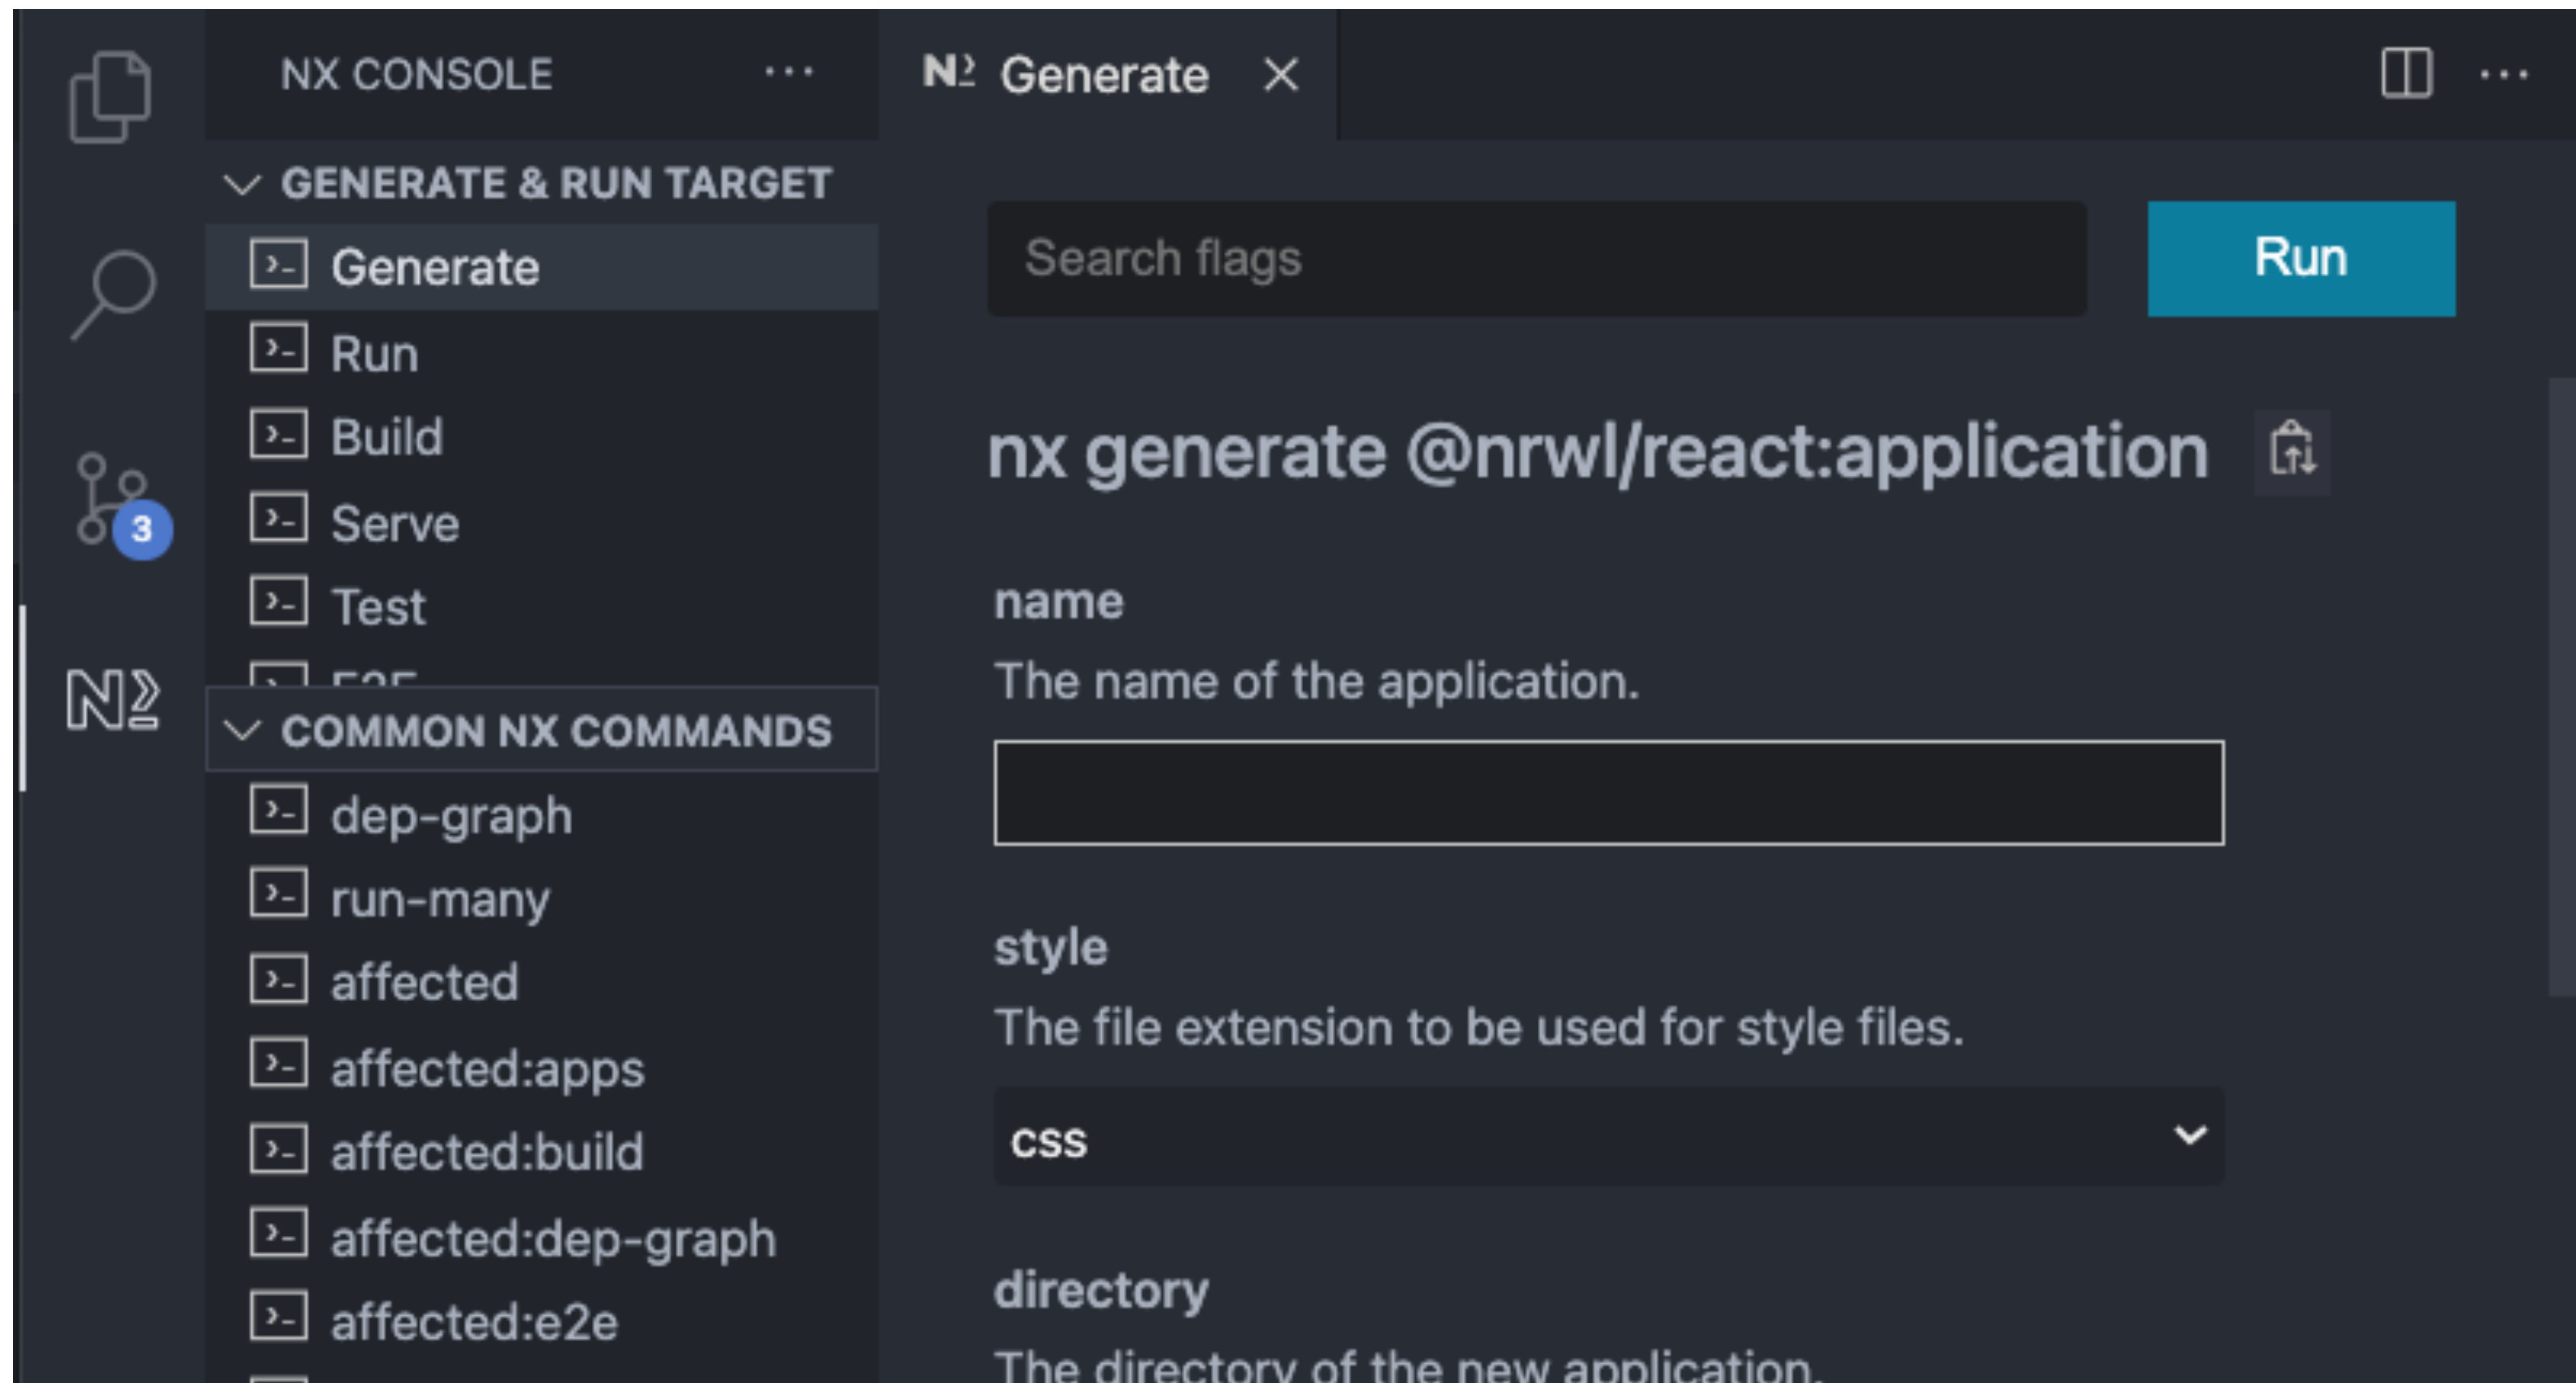 NX CONSOLE
GENERATE & RUN TARGET
Generate
Run
Build
Serve
Test
COMMON NX COMMANDS
dep-graph
run-many
affected
affected:apps
affected:build
affected:dep-graph
affected:e2e
3
Generate
Search flags
Run
nx generate @nrwl/react:application
name
The name of the application.
style
The file extension to be used for style files.
css
directory
The directory of the new application.